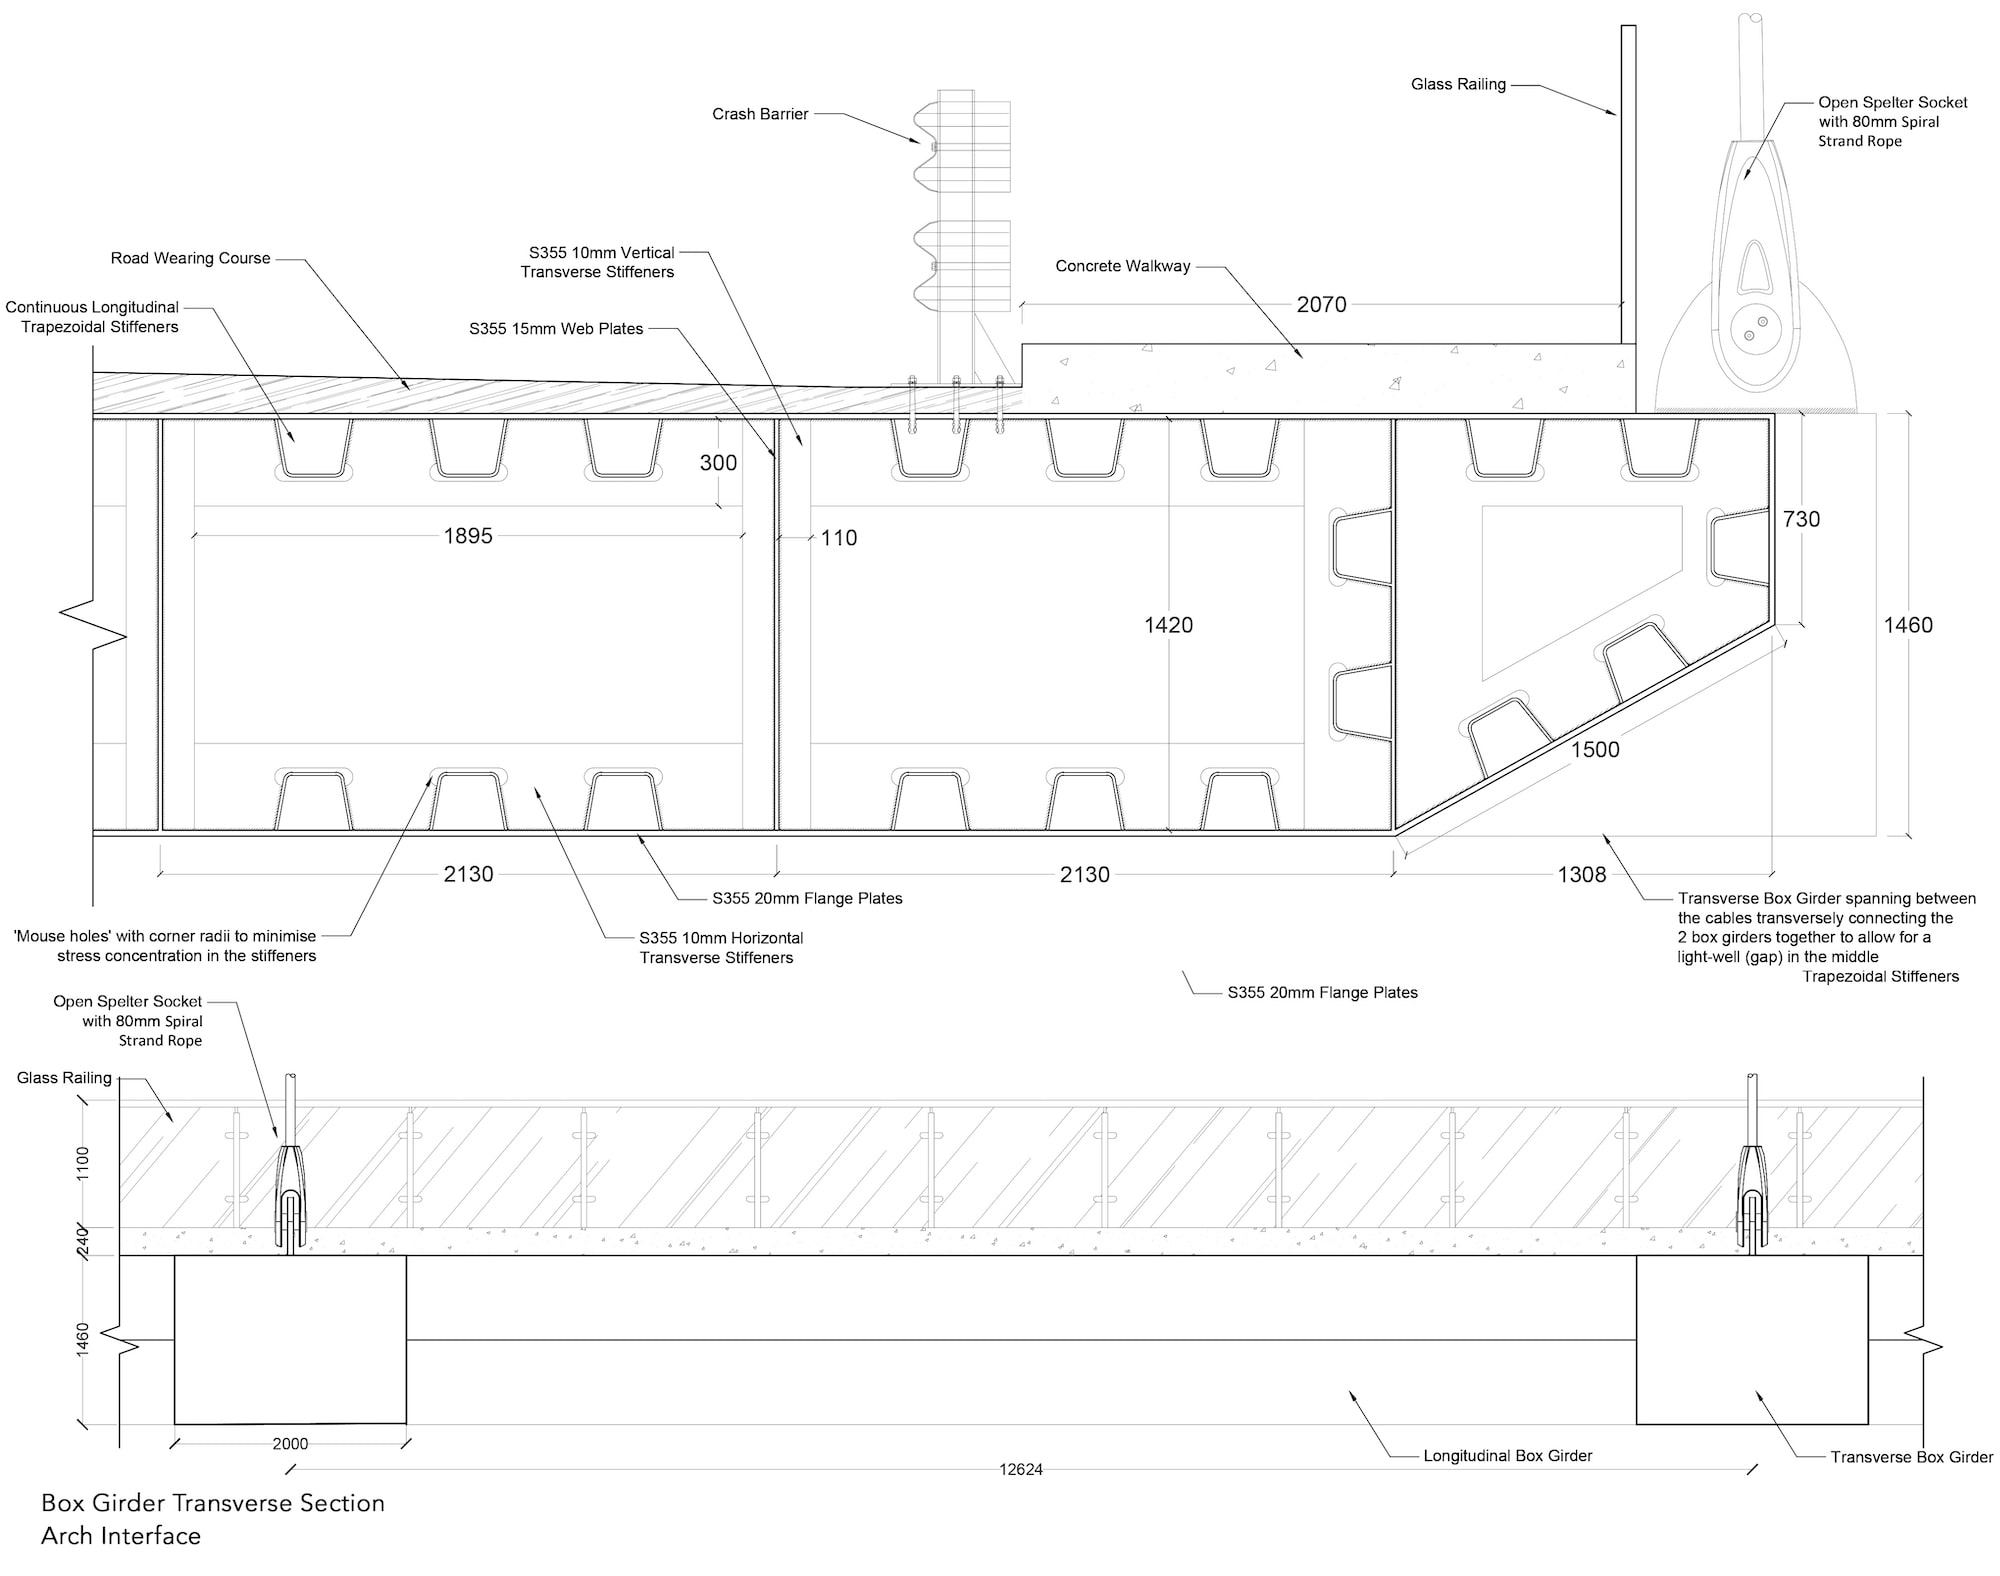 Glass Railing
Open Spelter Socket
with 80mm Spiral
Strand Rope
Crash Barrier
Road Wearing Course
S355 10mm Vertical
Transverse Stiffeners
Concrete Walkway
2070
Continuous Longitudinal
Trapezoidal Stiffeners
S355 15mm Web Plates
300
1895
110
730
1420
1460
1500
2130
2130
1308
S355 20mm Flange Plates
Transverse Box Girder spanning between
the cables transversely connecting the
2 box girders together to allow for a
light-well (gap) in the middle
Trapezoidal Stiffeners
'Mouse holes' with corner radii to minimise
stress concentration in the stiffeners
S355 10mm Horizontal
Transverse Stiffeners
S355 20mm Flange Plates
Open Spelter Socket
with 80mm Spiral
Strand Rope
Glass Railing
1100
240
1460
2000
12624
Longitudinal Box Girder
Transverse Box Girder
Box Girder Transverse Section
Arch Interface